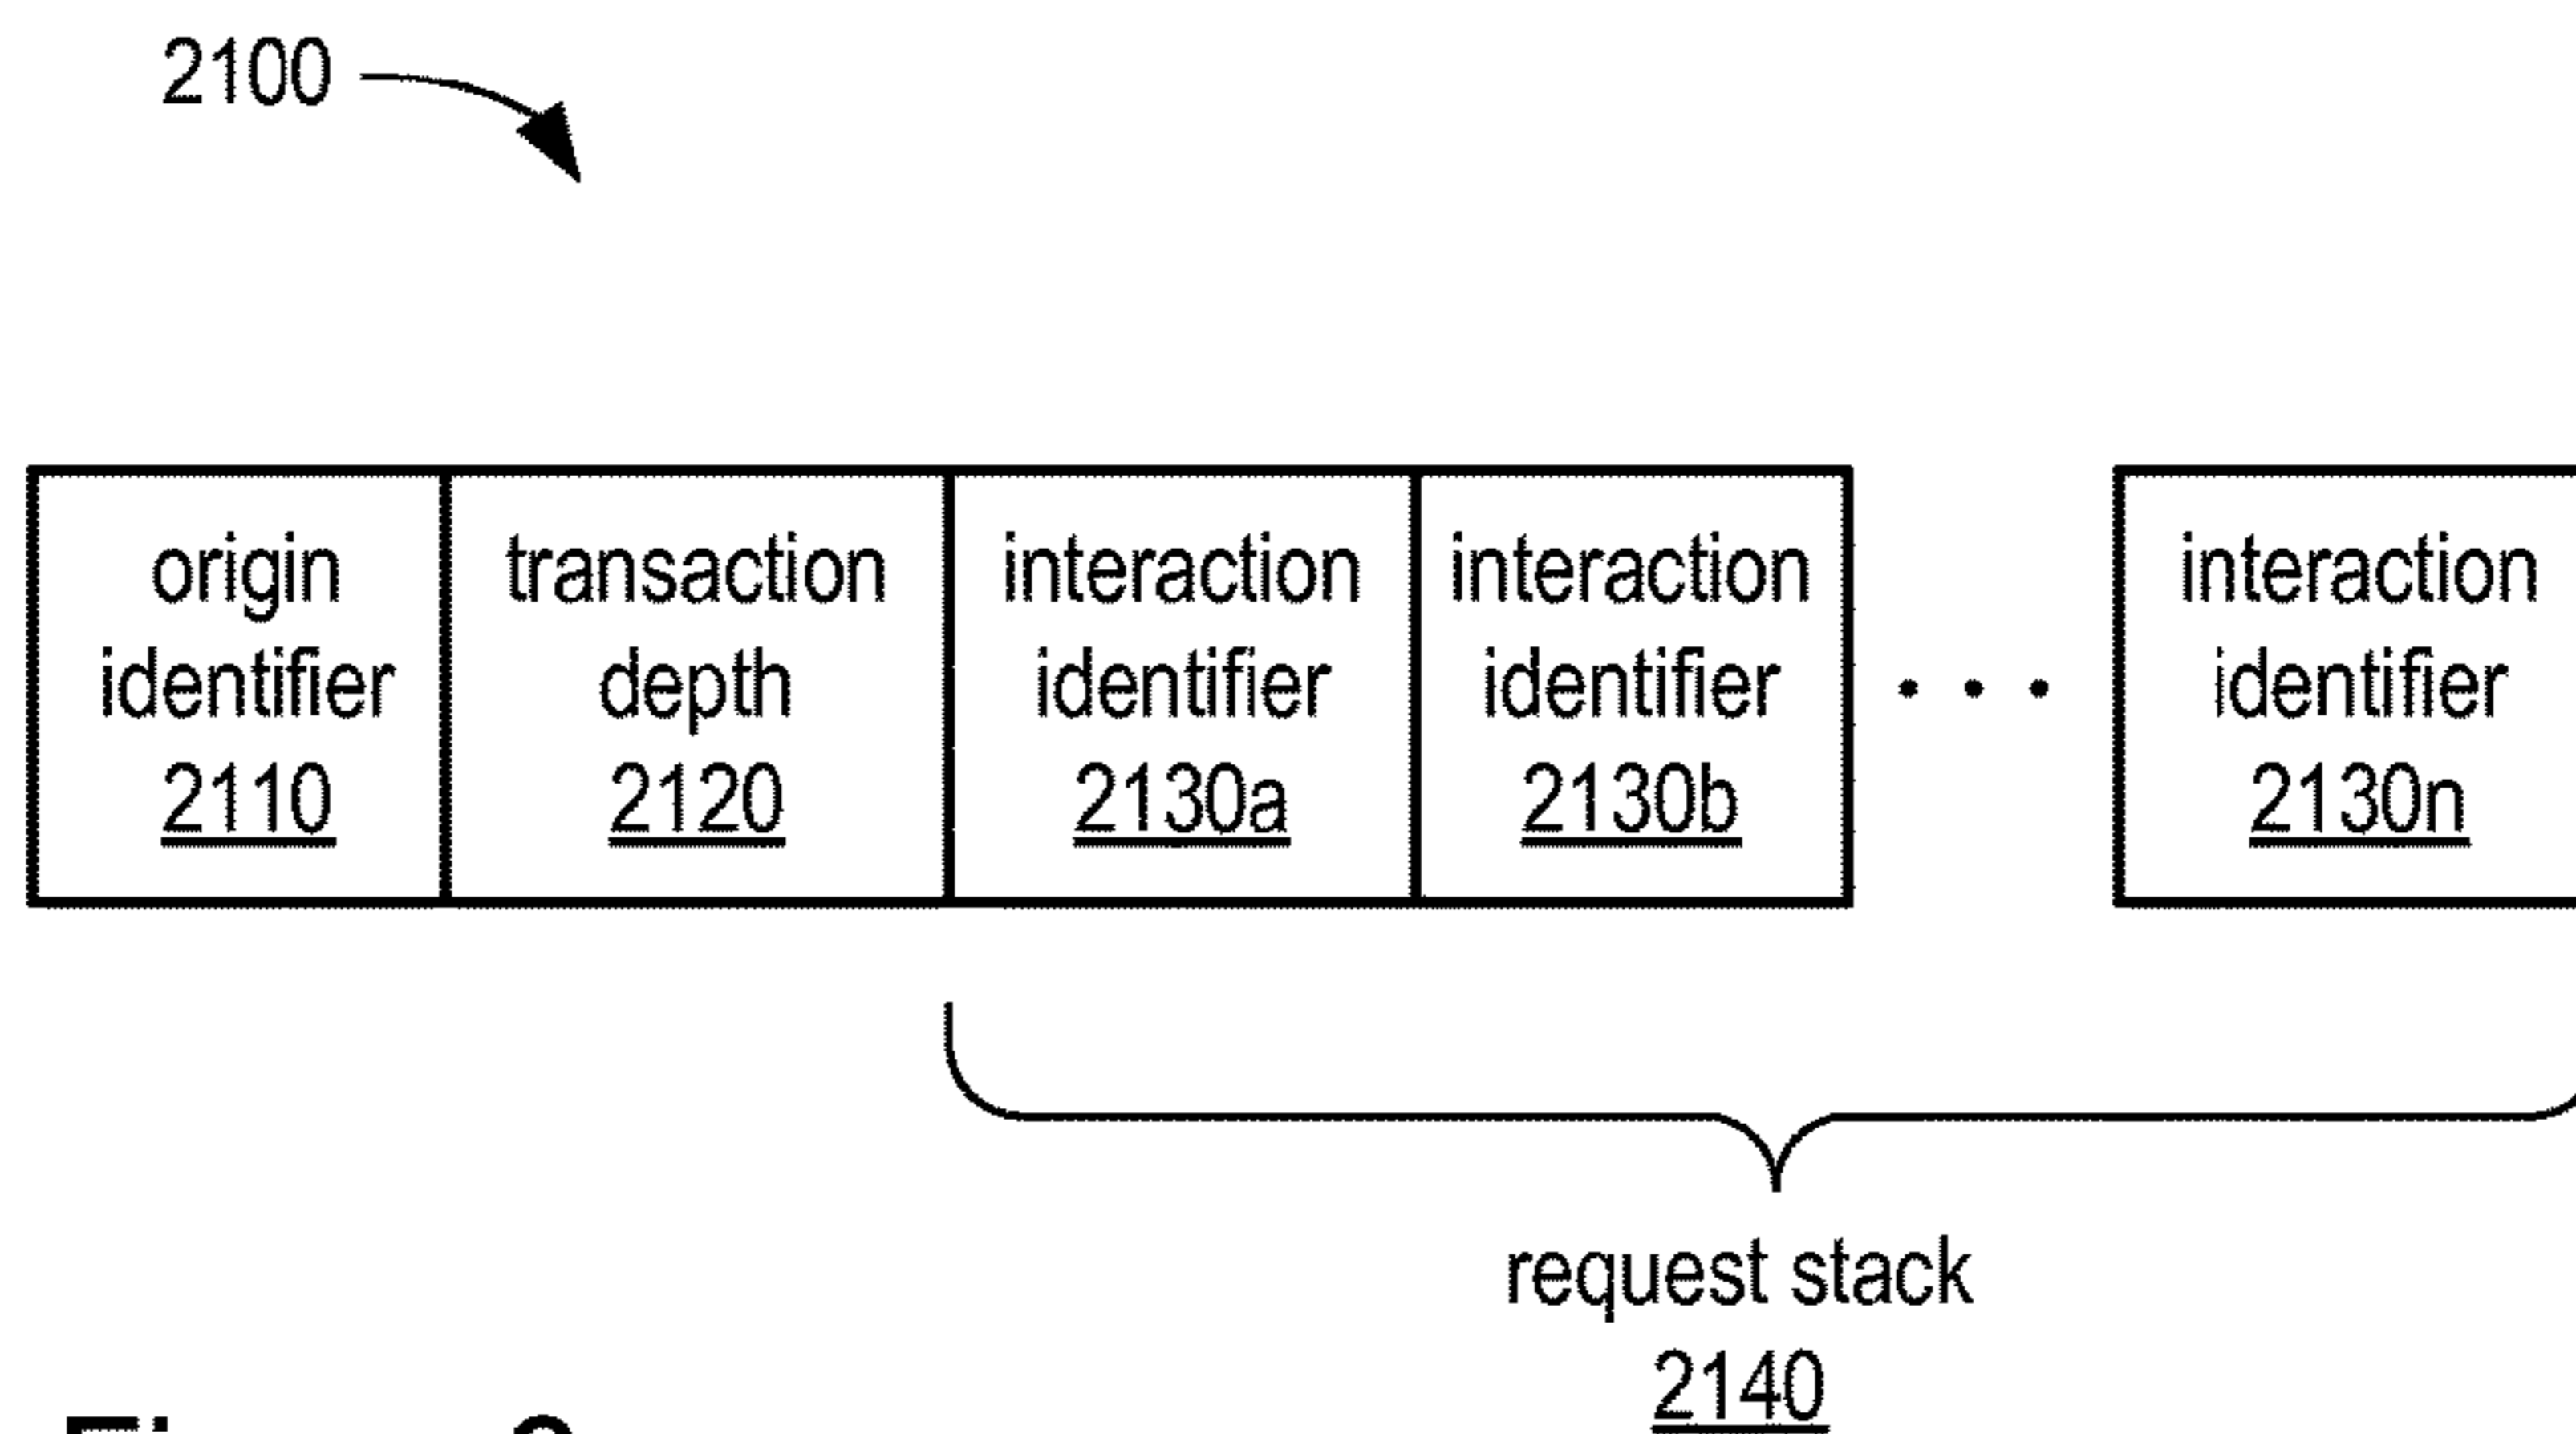 2100
origin
identifier
2110
transaction
depth
2120
interaction
identifier
2130a
interaction
identifier
2130b
. . .
interaction
identifier
2130n
request stack
2140